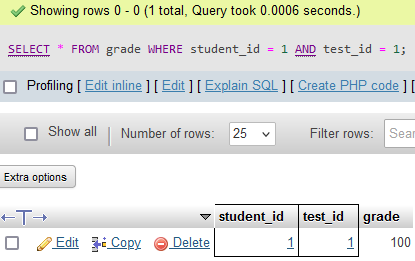 Showing rows 0 - 0 (1 total, Query took 0.0006 seconds.)
SELECT * FROM grade WHERE student_id = 1 AND test_id = 1;
Profiling [ Edit inline ] [ Edit ] [ Explain SQL ] [ Create PHP code ] [
Show all | Number of rows: 25 Filter rows: Sear
Extra options
←T→ student_id test_id grade
Edit Copy Delete 1 1 100